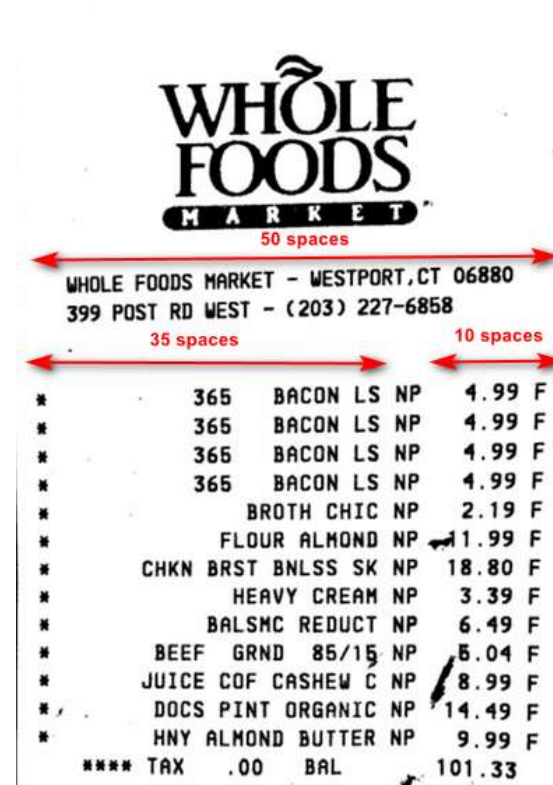 WHOLE
FOODS
MARKET
50 spaces
WHOLE FOODS MARKET - WESTPORT,CT 06880
399 POST RD WEST - (203) 227-6858
35 spaces 10 spaces
* 365 BACON LS NP 4.99 F
* 365 BACON LS NP 4.99 F
* 365 BACON LS NP 4.99 F
* 365 BACON LS NP 4.99 F
* BROTH CHIC NP 2.19 F
* FLOUR ALMOND NP 11.99 F
* CHKN BRST BNLSS SK NP 18.80 F
* HEAVY CREAM NP 3.39 F
* BALSMC REDUCT NP 6.49 F
* BEEF GRND 85/15 NP 5.04 F
* JUICE COF CASHEW C NP 8.99 F
* DOCS PINT ORGANIC NP 14.49 F
* HNY ALMOND BUTTER NP 9.99 F
**** TAX .00 BAL 101.33